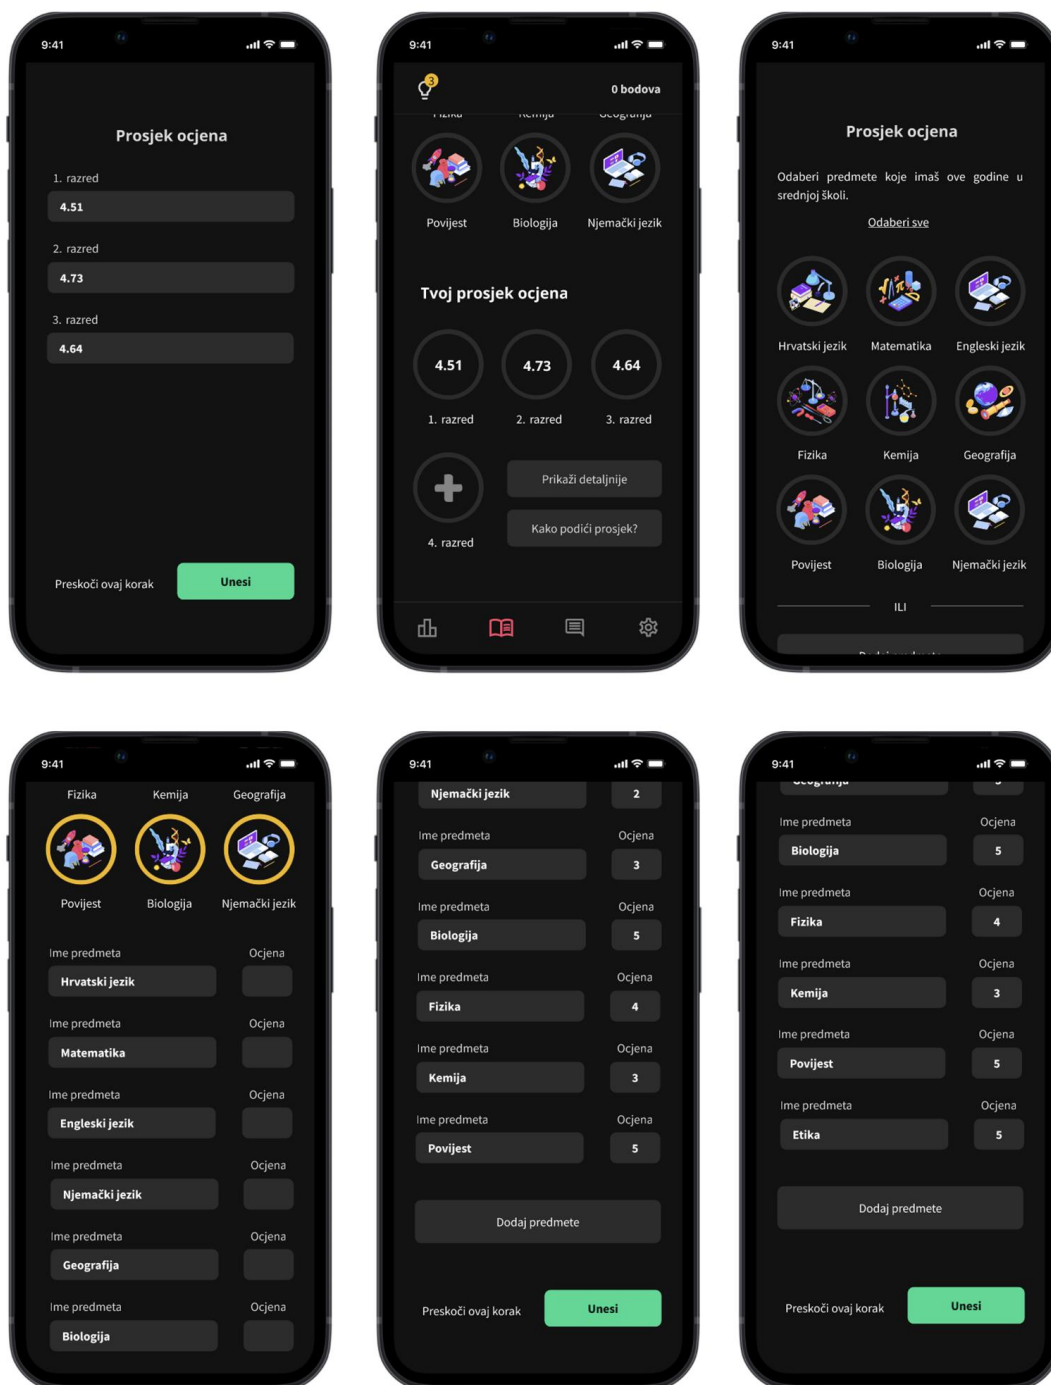 9:41
Prosjek ocjena
1. razred
4.51
2. razred
4.73
3. razred
4.64
Preskoči ovaj korak
Unesi
9:41
3
0 bodova
Fizika Kemija Geografija
Povijest Biologija Njemački jezik
Tvoj prosjek ocjena
4.51 4.73 4.64
1. razred 2. razred 3. razred
Prikaži detaljnije
Kako podići prosjek?
4. razred
9:41
Prosjek ocjena
Odaberi predmete koje imaš ove godine u
srednjoj školi.
Odaberi sve
Hrvatski jezik Matematika Engleski jezik
Fizika Kemija Geografija
Povijest Biologija Njemački jezik
ILI
Dodaj predmete
9:41
Fizika Kemija Geografija
Povijest Biologija Njemački jezik
Ime predmeta Ocjena
Hrvatski jezik
Ime predmeta Ocjena
Matematika
Ime predmeta Ocjena
Engleski jezik
Ime predmeta Ocjena
Njemački jezik
Ime predmeta Ocjena
Geografija
Ime predmeta Ocjena
Biologija
9:41
Njemački jezik 2
Ime predmeta Ocjena
Geografija 3
Ime predmeta Ocjena
Biologija 5
Ime predmeta Ocjena
Fizika 4
Ime predmeta Ocjena
Kemija 3
Ime predmeta Ocjena
Povijest 5
Dodaj predmete
Preskoči ovaj korak
Unesi
9:41
Geografija 3
Ime predmeta Ocjena
Biologija 5
Ime predmeta Ocjena
Fizika 4
Ime predmeta Ocjena
Kemija 3
Ime predmeta Ocjena
Povijest 5
Ime predmeta Ocjena
Etika 5
Dodaj predmete
Preskoči ovaj korak
Unesi